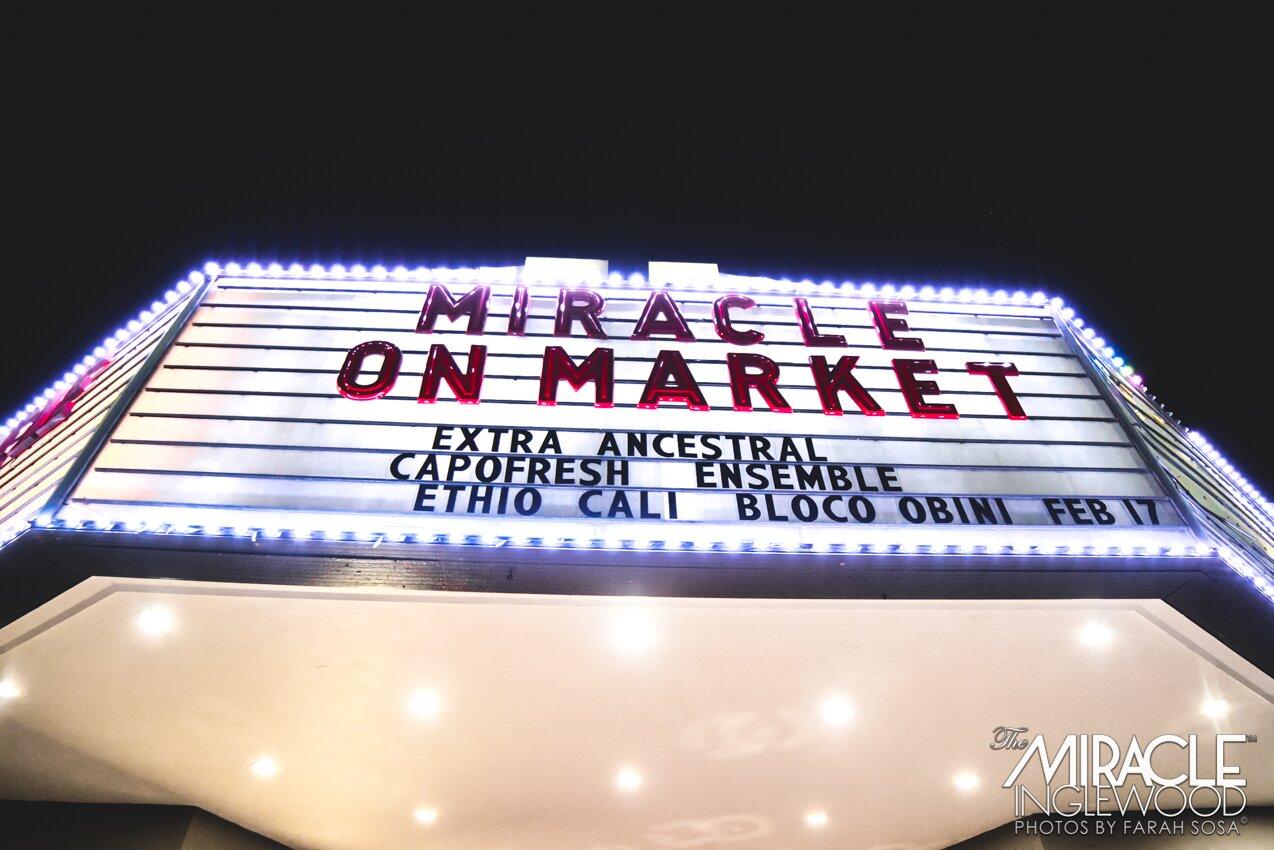 MIRACLE
ON MARKET
EXTRA ANCESTRAL
CAPOFRESH ENSEMBLE
ETHIO CALI BLOCO OBINI FEB 17
The MIRACLE™
INGLEWOOD
PHOTOS BY FARAH SOSA©